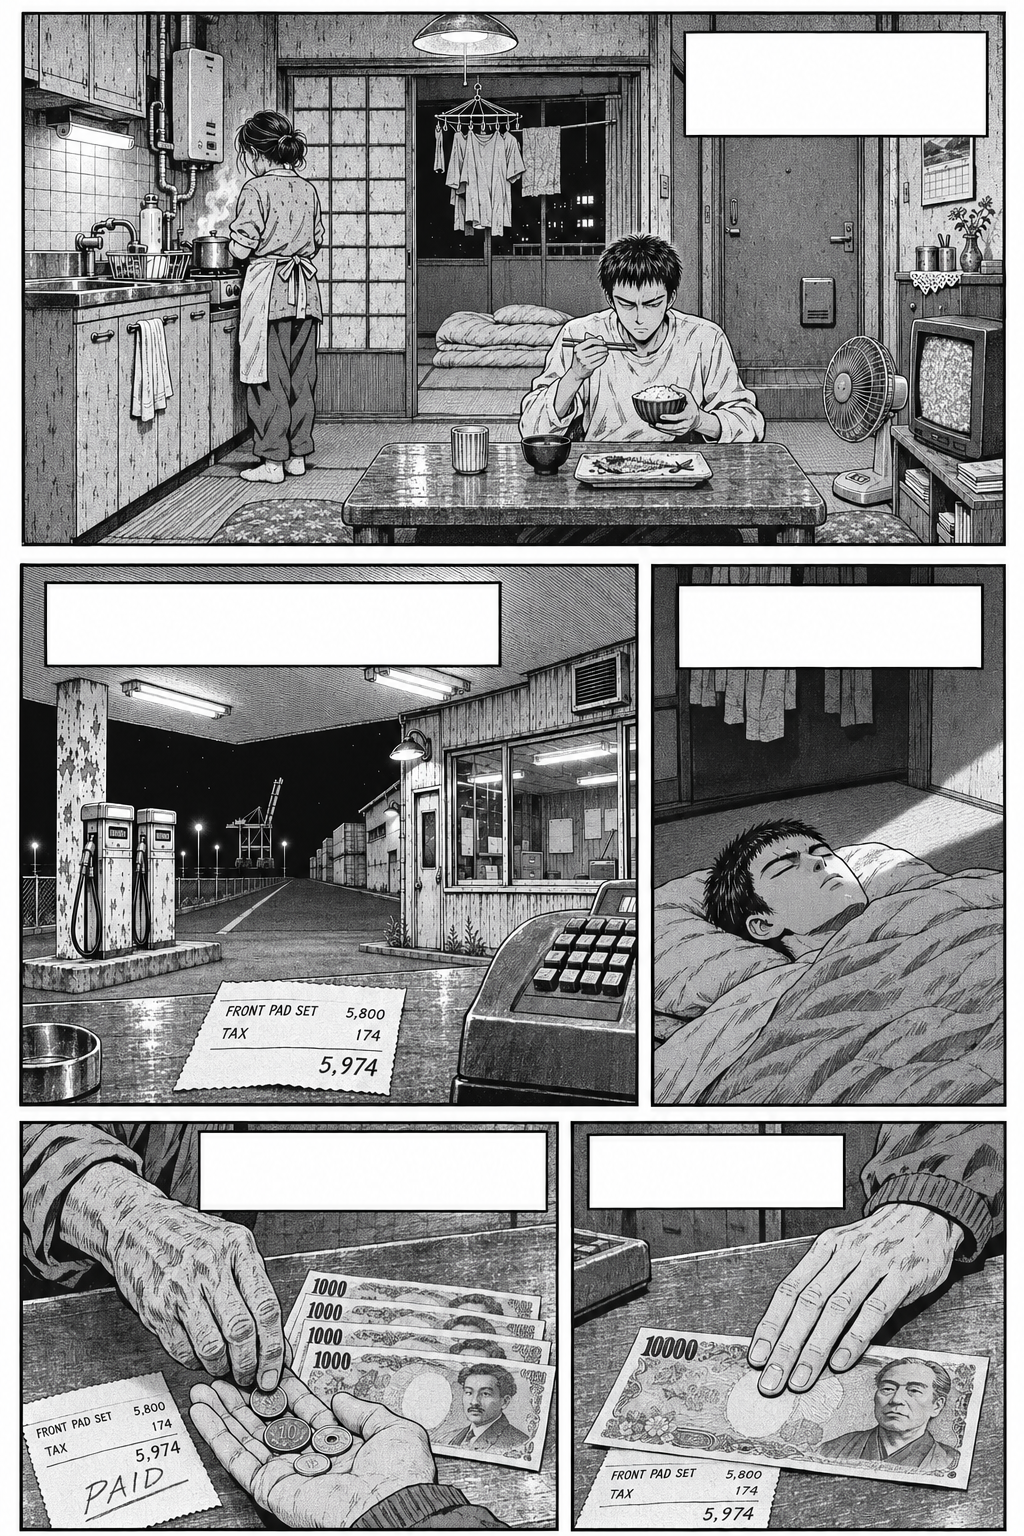 FRONT PAD SET 5,800
TAX 174
5,974
1000
1000
1000
1000
10
FRONT PAD SET 5,800
TAX 174
5,974
PAID
10000
FRONT PAD SET 5,800
TAX 174
5,974